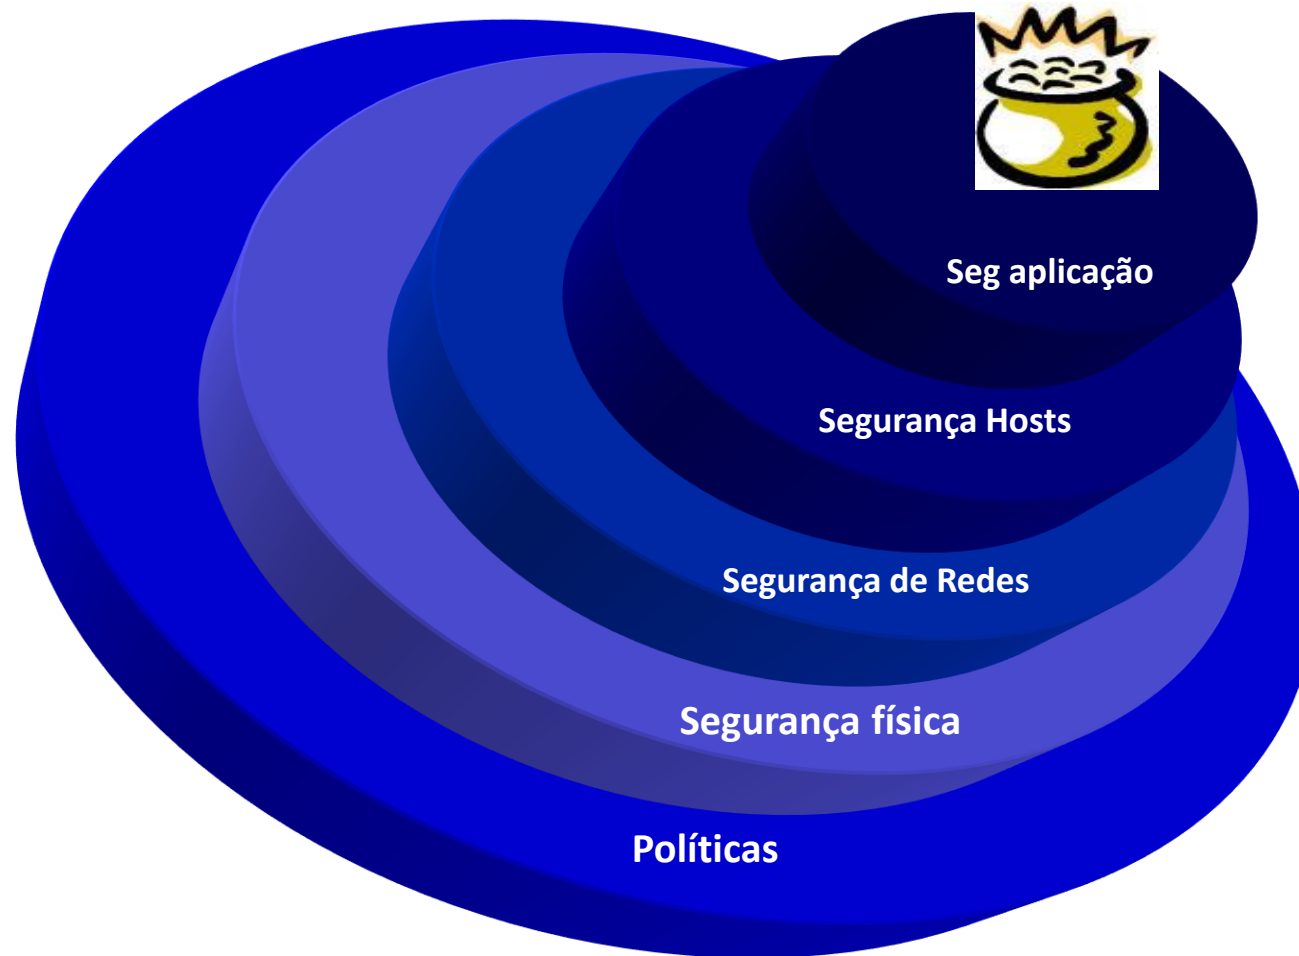 Seg aplicação
Segurança Hosts
Segurança de Redes
Segurança física
Políticas